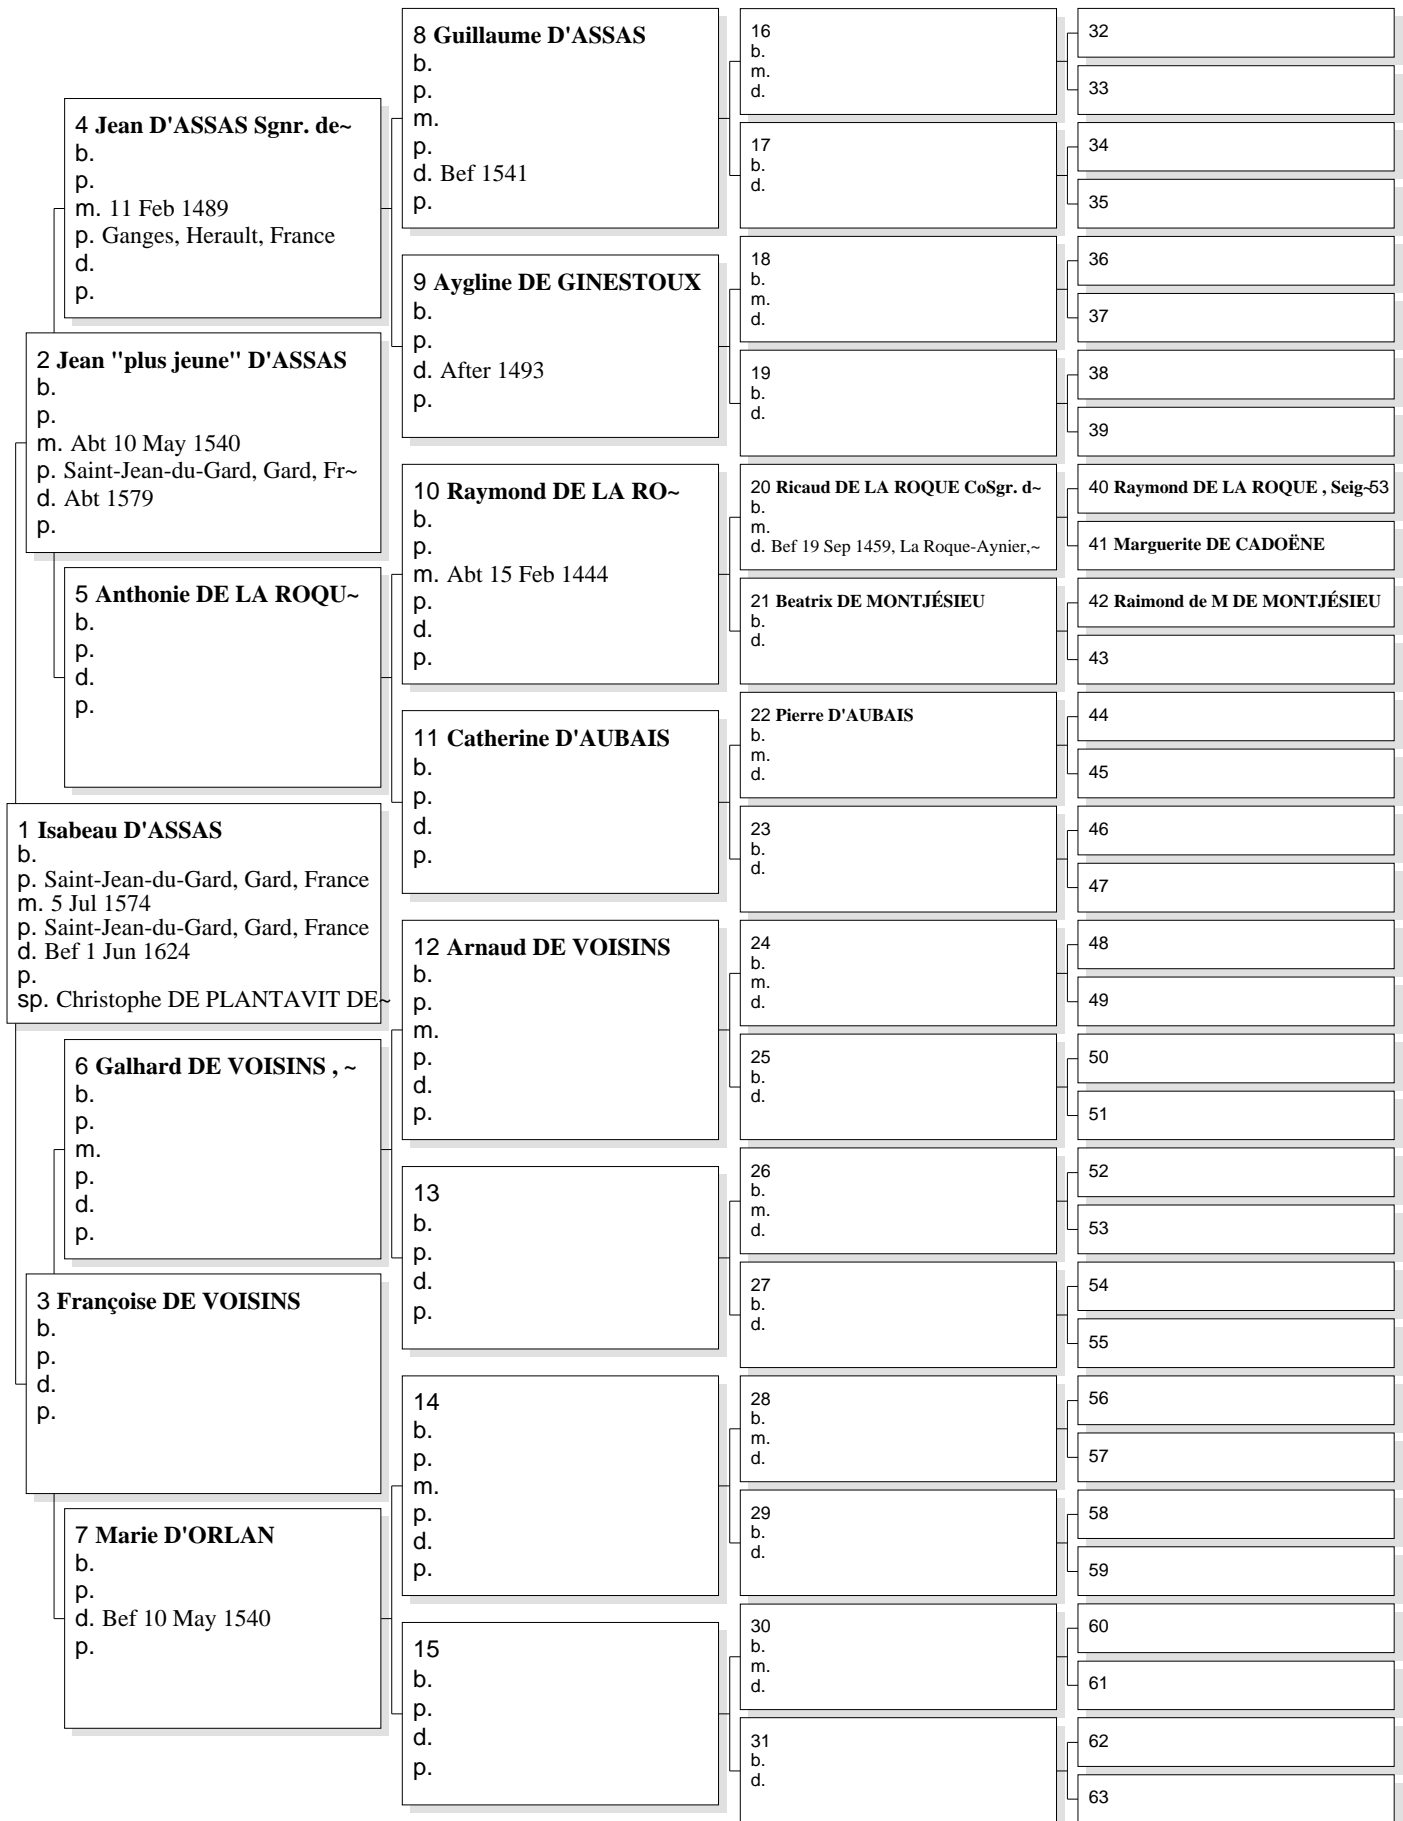 8 Guillaume D'ASSAS
b.
p.
m.
p.
d. Bef 1541
p.
16
b.
m.
d.
32
33
4 Jean D'ASSAS Sgnr. de~
b.
p.
m. 11 Feb 1489
p. Ganges, Herault, France
d.
p.
17
b.
d.
34
35
9 Aygline DE GINESTOUX
b.
p.
d. After 1493
p.
18
b.
m.
d.
36
37
2 Jean "plus jeune" D'ASSAS
b.
p.
m. Abt 10 May 1540
p. Saint-Jean-du-Gard, Gard, Fr~
d. Abt 1579
p.
19
b.
d.
38
39
10 Raymond DE LA RO~
b.
p.
m. Abt 15 Feb 1444
p.
d.
p.
20 Ricaud DE LA ROQUE CoSgr. d~
b.
m.
d. Bef 19 Sep 1459, La Roque-Aynier,~
40 Raymond DE LA ROQUE , Seig~53
41 Marguerite DE CADOËNE
5 Anthonie DE LA ROQU~
b.
p.
d.
p.
21 Beatrix DE MONTJÉSIEU
b.
d.
42 Raimond de M DE MONTJÉSIEU
43
11 Catherine D'AUBAIS
b.
p.
d.
p.
22 Pierre D'AUBAIS
b.
m.
d.
44
45
1 Isabeau D'ASSAS
b.
p. Saint-Jean-du-Gard, Gard, France
m. 5 Jul 1574
p. Saint-Jean-du-Gard, Gard, France
d. Bef 1 Jun 1624
p.
sp. Christophe DE PLANTAVIT DE~
23
b.
d.
46
47
12 Arnaud DE VOISINS
b.
p.
m.
p.
d.
p.
24
b.
m.
d.
48
49
6 Galhard DE VOISINS , ~
b.
p.
m.
p.
d.
p.
25
b.
d.
50
51
13
b.
p.
d.
p.
26
b.
m.
d.
52
53
3 Françoise DE VOISINS
b.
p.
d.
p.
27
b.
d.
54
55
14
b.
p.
m.
p.
d.
p.
28
b.
m.
d.
56
57
7 Marie D'ORLAN
b.
p.
d. Bef 10 May 1540
p.
29
b.
d.
58
59
15
b.
p.
d.
p.
30
b.
m.
d.
60
61
31
b.
d.
62
63